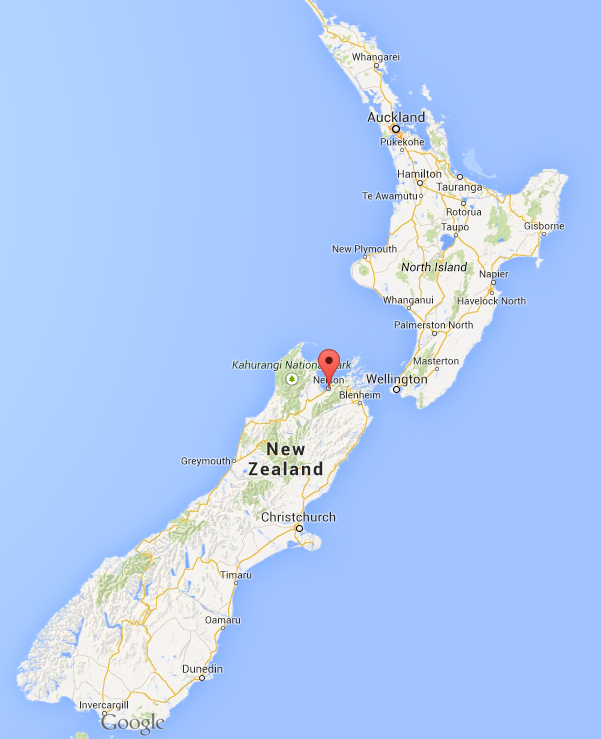 Whangarei
Auckland
Pukekohe
Hamilton
Tauranga
Te Awamutu
Rotorua
Taupo
Gisborne
New Plymouth
North Island
Napier
Whanganui
Havelock North
Palmerston North
Masterton
Kahurangi National Park
Nelson
Wellington
Blenheim
New
Zealand
Greymouth
Christchurch
Timaru
Oamaru
Dunedin
Invercargill
Google